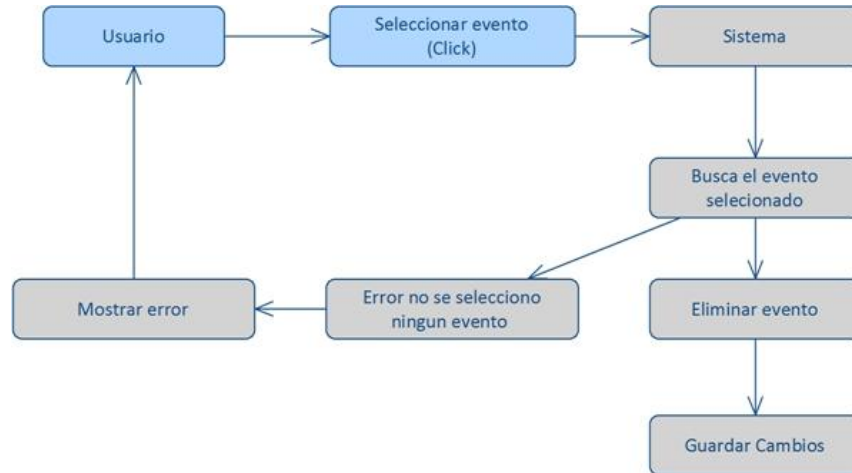 Usuario
Seleccionar evento
(Click)
Sistema
Busca el evento
selecionado
Mostrar error
Error no se selecciono
ningun evento
Eliminar evento
Guardar Cambios